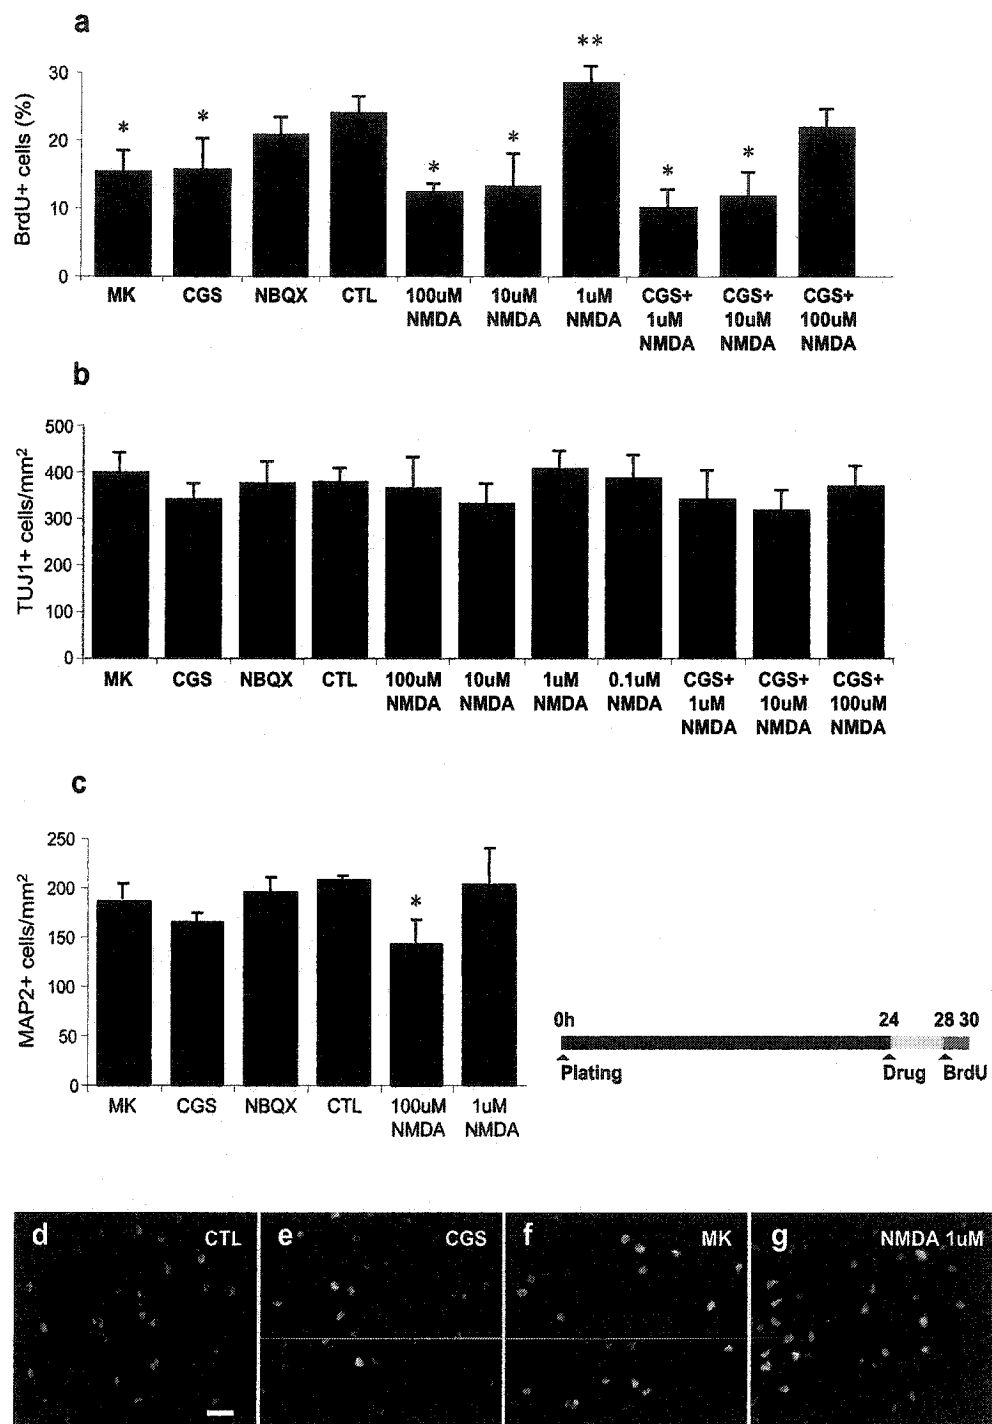 a
BrdU+ cells (%)
30
20
10
0
* * * * ** * *
MK CGS NBQX CTL 100uM NMDA 10uM NMDA 1uM NMDA CGS+ 1uM NMDA CGS+ 10uM NMDA CGS+ 100uM NMDA
b
TUJ1+ cells/mm2
500
400
300
200
100
0
MK CGS NBQX CTL 100uM NMDA 10uM NMDA 1uM NMDA 0.1uM NMDA CGS+ 1uM NMDA CGS+ 10uM NMDA CGS+ 100uM NMDA
c
MAP2+ cells/mm2
250
200
150
100
50
0
*
MK CGS NBQX CTL 100uM NMDA 1uM NMDA
0h 24 28 30
Plating Drug BrdU
d CTL
e CGS
f MK
g NMDA 1uM